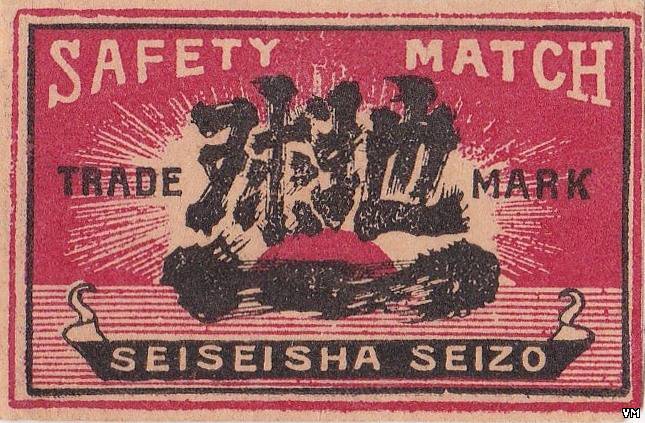 SAFETY MATCH
地球
TRADE MARK
SEISEISHA SEIZO
VM